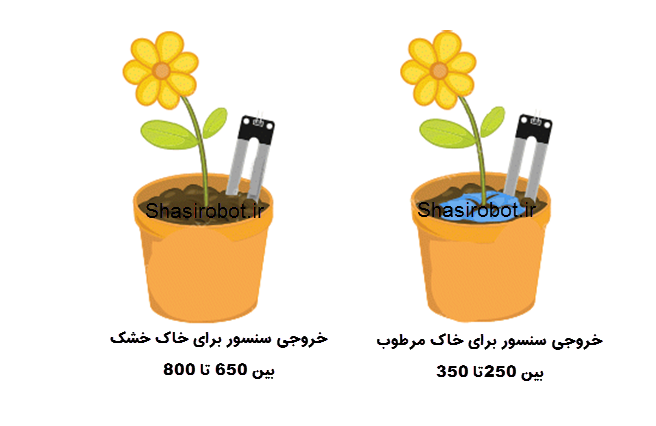 Shasirobot.ir
Shasirobot.ir
خروجی سنسور برای خاک مرطوب
بین 250تا 350
خروجی سنسور برای خاک خشک
بین 650 تا 800